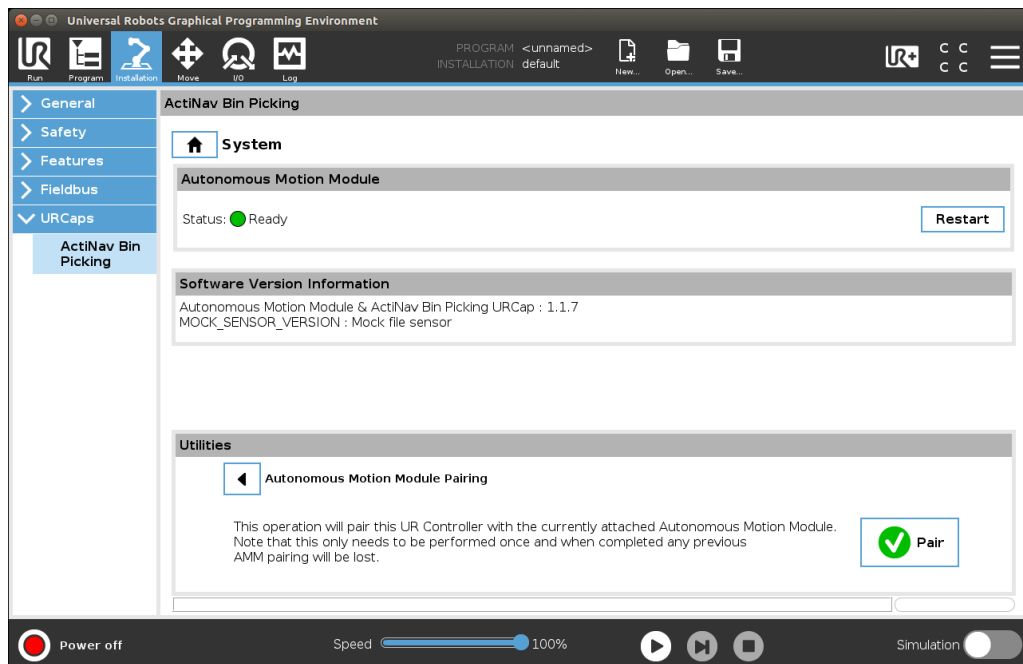 Universal Robots Graphical Programming Environment
UR
Run
Program
Installation
Move
I/O
Log
PROGRAM <unnamed>
INSTALLATION default
New...
Open...
Save...
UR+
C C
C C
General
Safety
Features
Fieldbus
URCaps
ActiNav Bin
Picking
ActiNav Bin Picking
System
Autonomous Motion Module
Status: Ready
Restart
Software Version Information
Autonomous Motion Module & ActiNav Bin Picking URCap : 1.1.7
MOCK_SENSOR_VERSION : Mock file sensor
Utilities
Autonomous Motion Module Pairing
This operation will pair this UR Controller with the currently attached Autonomous Motion Module.
Note that this only needs to be performed once and when completed any previous
AMM pairing will be lost.
Pair
Power off
Speed 100%
Simulation